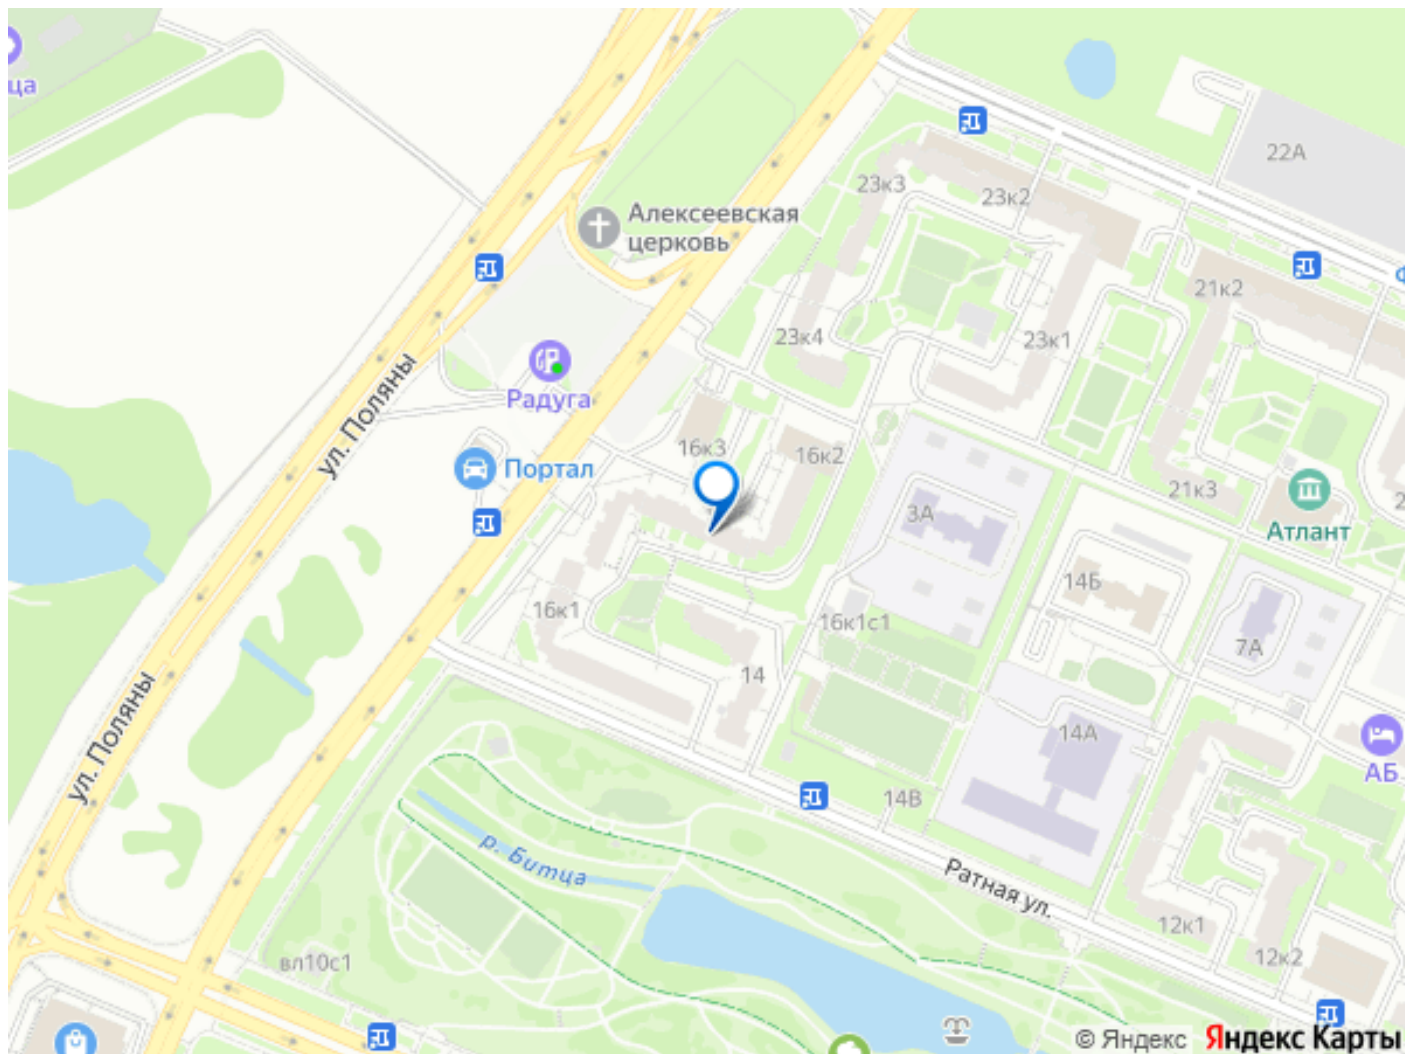 ца
22А
23к3
23к2
Алексеевская
церковь
21к2
23к4
23к1
ул. Поляны
Радуга
16к3
16к2
Портал
21к3
3А
Атлант
14Б
16к1
16к1с1
7А
14
ул. Поляны
14А
АБ
14В
р. Битца
Ратная ул.
12к1
12к2
вл10с1
© Яндекс Яндекс Карты